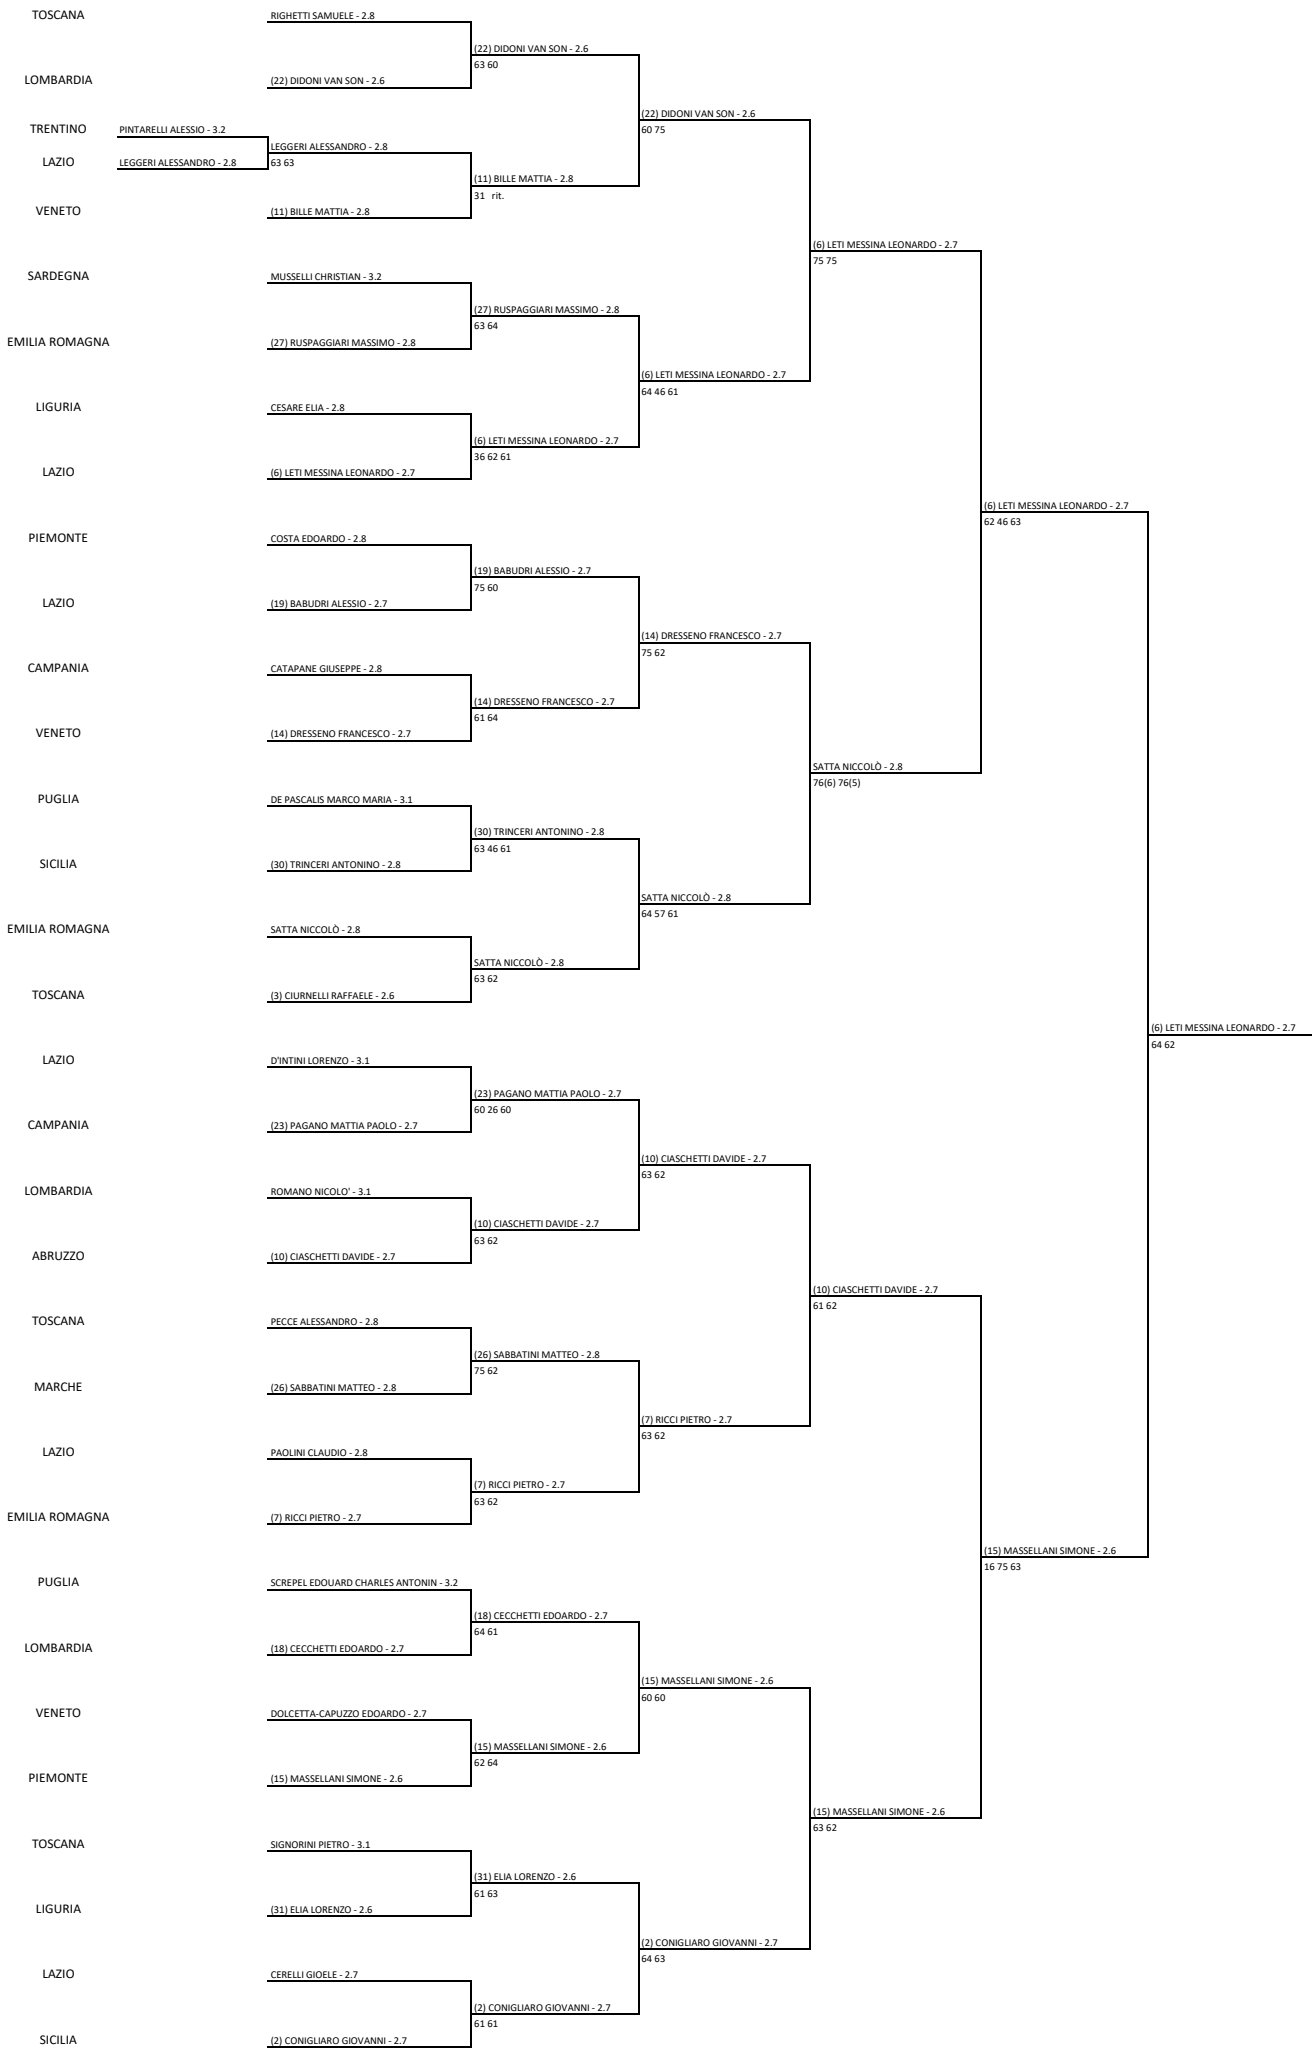 TOSCANA
RIGHETTI SAMUELE - 2.8
(22) DIDONI VAN SON - 2.6
63 60
LOMBARDIA
(22) DIDONI VAN SON - 2.6
(22) DIDONI VAN SON - 2.6
60 75
TRENTINO
PINTARELLI ALESSIO - 3.2
LEGGERI ALESSANDRO - 2.8
63 63
LAZIO
LEGGERI ALESSANDRO - 2.8
(11) BILLE MATTIA - 2.8
31 rit.
VENETO
(11) BILLE MATTIA - 2.8
(6) LETI MESSINA LEONARDO - 2.7
75 75
SARDEGNA
MUSSELLI CHRISTIAN - 3.2
(27) RUSPAGGIARI MASSIMO - 2.8
63 64
EMILIA ROMAGNA
(27) RUSPAGGIARI MASSIMO - 2.8
(6) LETI MESSINA LEONARDO - 2.7
64 46 61
LIGURIA
CESARE ELIA - 2.8
(6) LETI MESSINA LEONARDO - 2.7
36 62 61
LAZIO
(6) LETI MESSINA LEONARDO - 2.7
(6) LETI MESSINA LEONARDO - 2.7
62 46 63
PIEMONTE
COSTA EDOARDO - 2.8
(19) BABUDRI ALESSIO - 2.7
75 60
LAZIO
(19) BABUDRI ALESSIO - 2.7
(14) DRESSENO FRANCESCO - 2.7
75 62
CAMPANIA
CATAPANE GIUSEPPE - 2.8
(14) DRESSENO FRANCESCO - 2.7
61 64
VENETO
(14) DRESSENO FRANCESCO - 2.7
SATTA NICCOLÒ - 2.8
76(6) 76(5)
PUGLIA
DE PASCALIS MARCO MARIA - 3.1
(30) TRINCERI ANTONINO - 2.8
63 46 61
SICILIA
(30) TRINCERI ANTONINO - 2.8
SATTA NICCOLÒ - 2.8
64 57 61
EMILIA ROMAGNA
SATTA NICCOLÒ - 2.8
SATTA NICCOLÒ - 2.8
63 62
TOSCANA
(3) CIURNELLI RAFFAELE - 2.6
(6) LETI MESSINA LEONARDO - 2.7
64 62
LAZIO
D'INTINI LORENZO - 3.1
(23) PAGANO MATTIA PAOLO - 2.7
60 26 60
CAMPANIA
(23) PAGANO MATTIA PAOLO - 2.7
(10) CIASCHETTI DAVIDE - 2.7
63 62
LOMBARDIA
ROMANO NICOLO' - 3.1
(10) CIASCHETTI DAVIDE - 2.7
63 62
ABRUZZO
(10) CIASCHETTI DAVIDE - 2.7
(10) CIASCHETTI DAVIDE - 2.7
61 62
TOSCANA
PECCE ALESSANDRO - 2.8
(26) SABBATINI MATTEO - 2.8
75 62
MARCHE
(26) SABBATINI MATTEO - 2.8
(7) RICCI PIETRO - 2.7
63 62
LAZIO
PAOLINI CLAUDIO - 2.8
(7) RICCI PIETRO - 2.7
63 62
EMILIA ROMAGNA
(7) RICCI PIETRO - 2.7
(15) MASSELLANI SIMONE - 2.6
16 75 63
PUGLIA
SCREPEL EDOUARD CHARLES ANTONIN - 3.2
(18) CECCHETTI EDOARDO - 2.7
64 61
LOMBARDIA
(18) CECCHETTI EDOARDO - 2.7
(15) MASSELLANI SIMONE - 2.6
60 60
VENETO
DOLCETTA-CAPUZZO EDOARDO - 2.7
(15) MASSELLANI SIMONE - 2.6
62 64
PIEMONTE
(15) MASSELLANI SIMONE - 2.6
(15) MASSELLANI SIMONE - 2.6
63 62
TOSCANA
SIGNORINI PIETRO - 3.1
(31) ELIA LORENZO - 2.6
61 63
LIGURIA
(31) ELIA LORENZO - 2.6
(2) CONIGLIARO GIOVANNI - 2.7
64 63
LAZIO
CERELLI GIOELE - 2.7
(2) CONIGLIARO GIOVANNI - 2.7
61 61
SICILIA
(2) CONIGLIARO GIOVANNI - 2.7